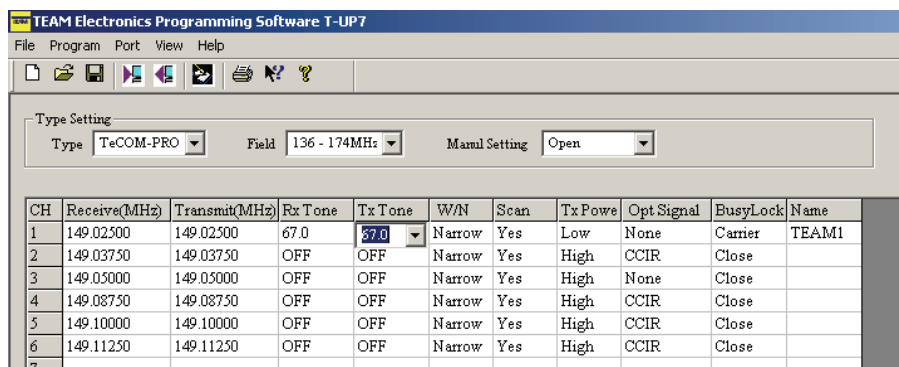 TEAM Electronics Programming Software T-UP7
File Program Port View Help
Type Setting
Type TeCOM-PRO Field 136 - 174MHz Manul Setting Open
CH Receive(MHz) Transmit(MHz) Rx Tone Tx Tone W/N Scan Tx Powe Opt Signal BusyLock Name
1 149.02500 149.02500 67.0 67.0 Narrow Yes Low None Carrier TEAM1
2 149.03750 149.03750 OFF OFF Narrow Yes High CCIR Close
3 149.05000 149.05000 OFF OFF Narrow Yes High None Close
4 149.08750 149.08750 OFF OFF Narrow Yes High CCIR Close
5 149.10000 149.10000 OFF OFF Narrow Yes High CCIR Close
6 149.11250 149.11250 OFF OFF Narrow Yes High CCIR Close